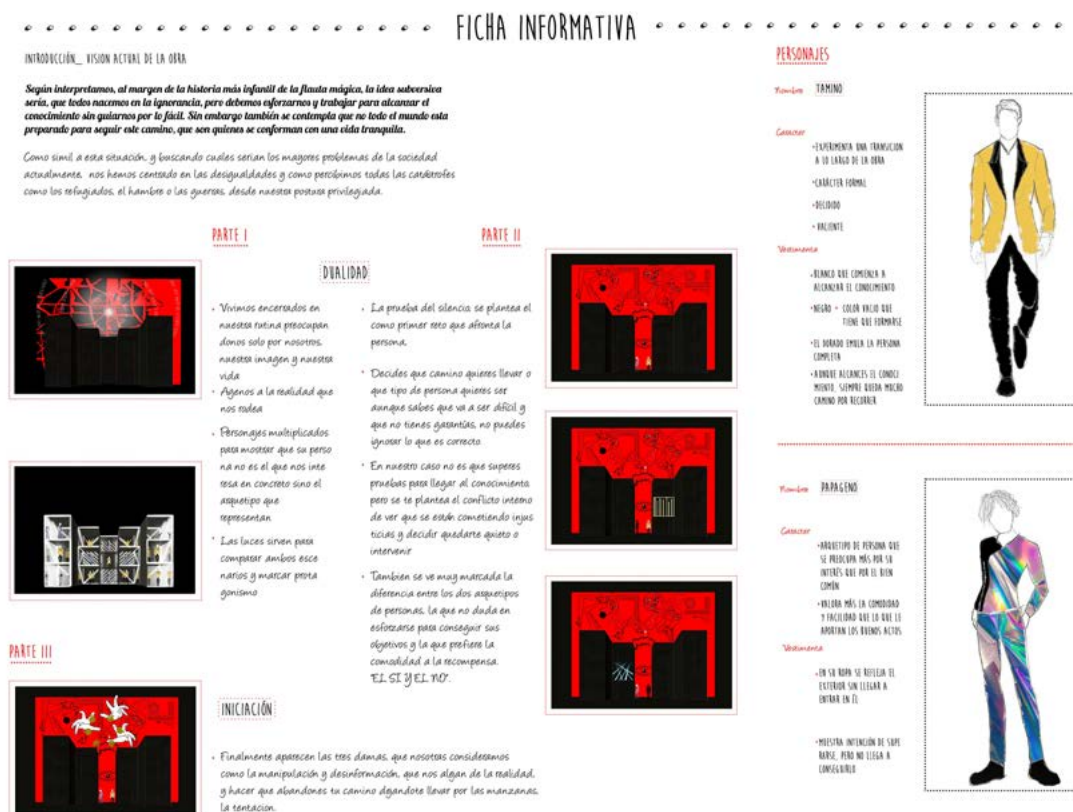 FICHA INFORMATIVA
INTRODUCCIÓN_ VISION ACTUAL DE LA OBRA
Según interpretamos, al margen de la historia más infantil de la flauta mágica, la idea subversiva
sería, que todos nacemos en la ignorancia, pero debemos esforzarnos y trabajar para alcanzar el
conocimiento sin guiarnos por lo fácil. Sin embargo también se contempla que no todo el mundo esta
preparado para seguir este camino, que son quienes se conforman con una vida tranquila.
Como simil a esta situación, y buscando cuales serian los mayores problemas de la sociedad
actualmente, nos hemos centrado en las desigualdades y como percibimos todas las catástrofes
como los refugiados, el hambre o las guerras, desde nuestra postura privilegiada.
PARTE I
PARTE II
DUALIDAD
• Vivimos encerrados en
nuestra rutina preocupan
donos solo por nosotros,
nuestra imagen y nuestra
vida
• Agenos a la realidad que
nos rodea
• Personajes multiplicados
para mostrar que su perso
na no es el que nos inte
resa en concreto sino el
arquetipo que
representan
• Las luces sirven para
comparar ambos esce
narios y marcar prota
gonismo
• La prueba del silencio, se plantea el
como primer reto que afronta la
persona,
• Decides que camino quieres llevar o
que tipo de persona quieres ser
aunque sabes que va a ser difícil y
que no tienes garantías, no puedes
ignorar lo que es correcto.
• En nuestro caso no es que superes
pruebas para llegar al conocimiento
pero se te plantea el conflicto interno
de ver que se están cometiendo injus
ticias y decidir quedarte quieto o
intervenir
• Tambien se ve muy marcada la
diferencia entre los dos arquetipos
de personas, la que no duda en
esforzarse para conseguir sus
objetivos y la que prefiere la
comodidad a la recompensa.
"EL SI Y EL NO".
PARTE III
INICIACIÓN
• Finalmente aparecen las tres damas, que nosotras consideramos
como la manipulación y desinformación, que nos alejan de la realidad,
y hacer que abandones tu camino dejandote llevar por las manzanas,
la tentacion.
PERSONAJES
Nombre TAMINO
Carácter
•EXPERIMENTA UNA TRANSICION
A LO LARGO DE LA OBRA
•CARÁCTER FORMAL
•DECIDIDO
•VALIENTE
Vestimenta
•BLANCO QUE COMIENZA A
ALCANZAR EL CONOCIMIENTO
•NEGRO • COLOR VACIO QUE
TIENE QUE FORMARSE
•EL DORADO EMULA LA PERSONA
COMPLETA
•AUNQUE ALCANCES EL CONOCI
MIENTO, SIEMPRE QUEDA MUCHO
CAMINO POR RECORRER
Nombre PAPAGENO
Carácter
•ARQUETIPO DE PERSONA QUE
SE PREOCUPA MÁS POR SU
INTERÉS QUE POR EL BIEN
COMÚN
•VALORA MÁS LA COMODIDAD
Y FACILIDAD QUE LO QUE LE
APORTAN LOS BUENOS ACTOS
Vestimenta
•EN SU ROPA SE REFLEJA EL
EXTERIOR SIN LLEGAR A
ENTRAR EN ÉL
•MUESTRA INTENCIÓN DE SUPE
RARSE, PERO NO LLEGA A
CONSEGUIRLO